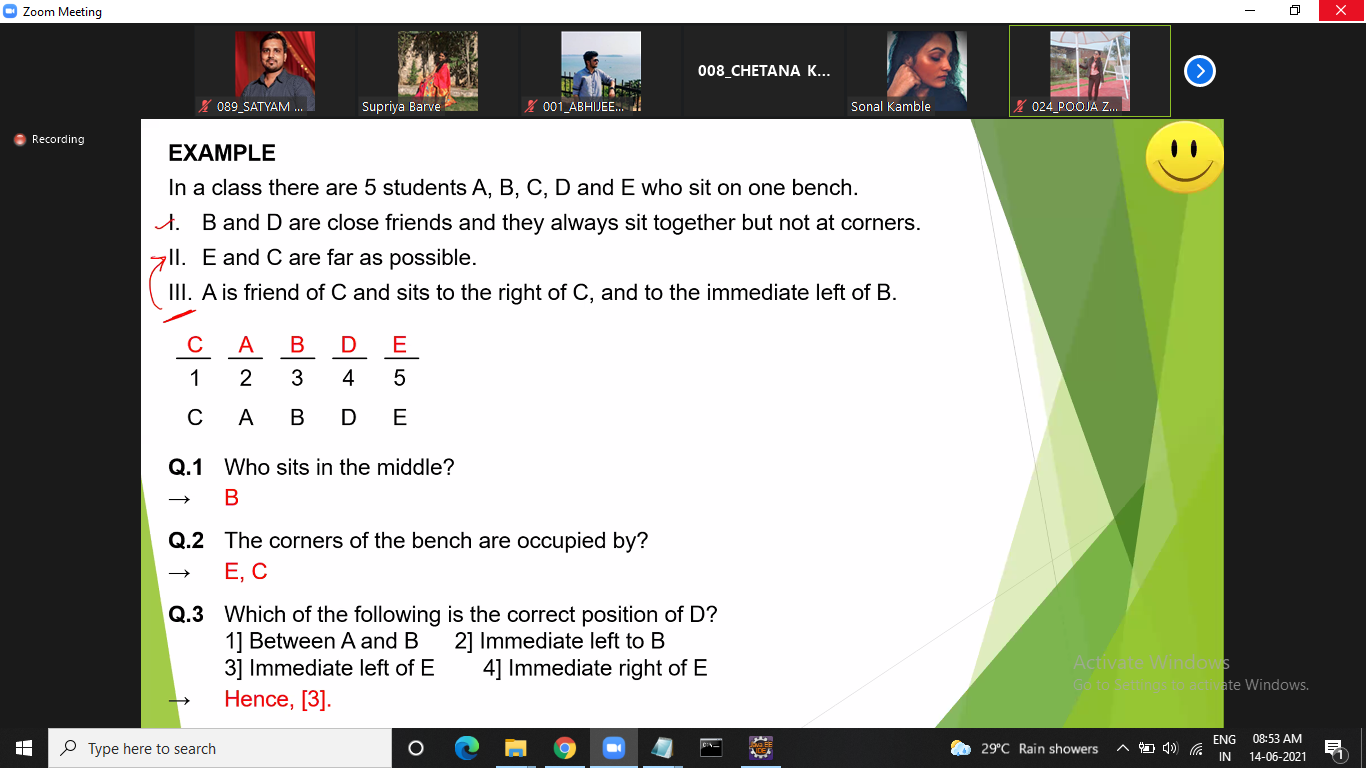 Zoom Meeting
089_SATYAM ...
Supriya Barve
001_ABHIJEE...
008_CHETANA K...
Sonal Kamble
024_POOJA Z...
Recording
EXAMPLE
In a class there are 5 students A, B, C, D and E who sit on one bench.
I. B and D are close friends and they always sit together but not at corners.
II. E and C are far as possible.
III. A is friend of C and sits to the right of C, and to the immediate left of B.
C A B D E
1 2 3 4 5
C A B D E
Q.1 Who sits in the middle?
→ B
Q.2 The corners of the bench are occupied by?
→ E, C
Q.3 Which of the following is the correct position of D?
1] Between A and B 2] Immediate left to B
3] Immediate left of E 4] Immediate right of E
→ Hence, [3].
Activate Windows
Go to Settings to activate Windows.
Type here to search
29°C Rain showers
ENG
IN
08:53 AM
14-06-2021
1